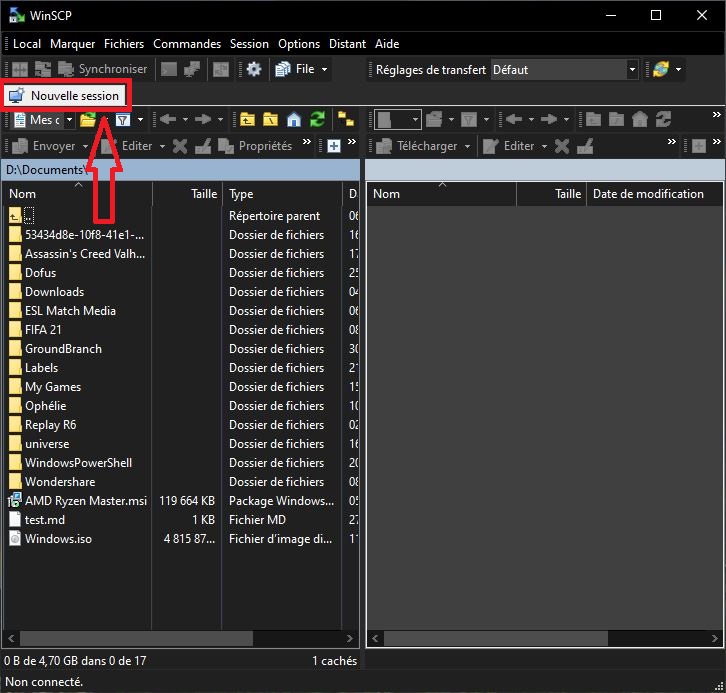 WinSCP
Local Marquer Fichiers Commandes Session Options Distant Aide
Synchroniser File Réglages de transfert Défaut
Nouvelle session
Mes
Envoyer Editer Propriétés » » Télécharger Editer » »
D:\Documents\
Nom Taille Type D Nom Taille Date de modification
.. Répertoire parent 06
53434d8e-10f8-41e1-... Dossier de fichiers 16
Assassin's Creed Valh... Dossier de fichiers 17
Dofus Dossier de fichiers 25
Downloads Dossier de fichiers 04
ESL Match Media Dossier de fichiers 06
FIFA 21 Dossier de fichiers 08
GroundBranch Dossier de fichiers 30
Labels Dossier de fichiers 21
My Games Dossier de fichiers 15
Ophélie Dossier de fichiers 10
Replay R6 Dossier de fichiers 02
universe Dossier de fichiers 16
WindowsPowerShell Dossier de fichiers 20
Wondershare Dossier de fichiers 08
AMD Ryzen Master.msi 119 664 KB Package Windows... 05
test.md 1 KB Fichier MD 27
Windows.iso 4 815 87... Fichier d'image di... 11
0 B de 4,70 GB dans 0 de 17 1 cachés
Non connecté.